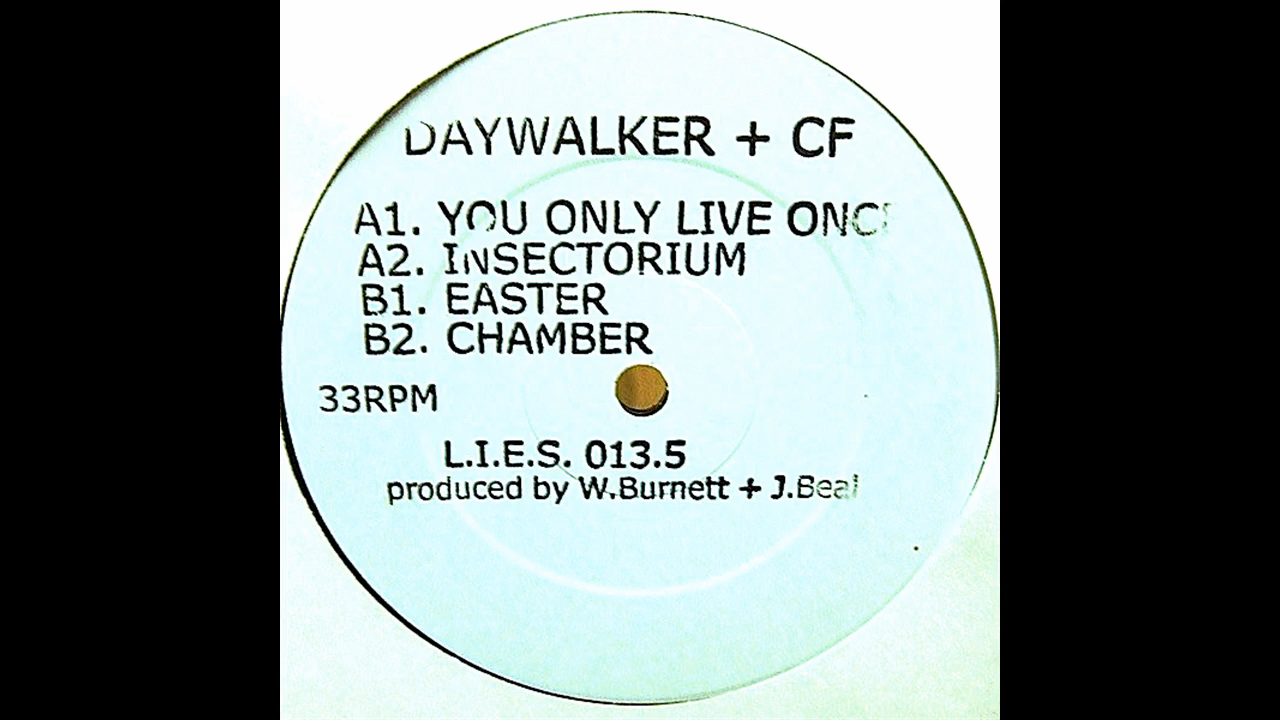 DAYWALKER + CF
A1. YOU ONLY LIVE ONCE
A2. INSECTORIUM
B1. EASTER
B2. CHAMBER
33RPM
L.I.E.S. 013.5
produced by W.Burnett + J.Beal